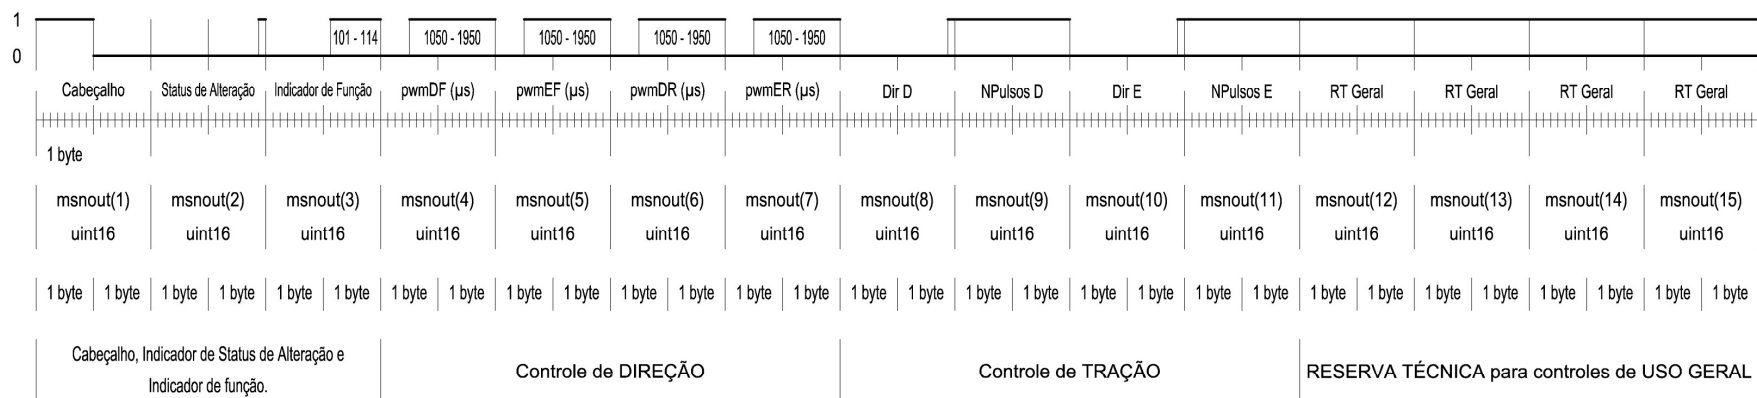 1
0
101 - 114 1050 - 1950 1050 - 1950 1050 - 1950 1050 - 1950
Cabeçalho Status de Alteração Indicador de Função pwmDF (µs) pwmEF (µs) pwmDR (µs) pwmER (µs) Dir D NPulsos D Dir E NPulsos E RT Geral RT Geral RT Geral RT Geral
1 byte
msnout(1) msnout(2) msnout(3) msnout(4) msnout(5) msnout(6) msnout(7) msnout(8) msnout(9) msnout(10) msnout(11) msnout(12) msnout(13) msnout(14) msnout(15)
uint16 uint16 uint16 uint16 uint16 uint16 uint16 uint16 uint16 uint16 uint16 uint16 uint16 uint16 uint16
1 byte 1 byte 1 byte 1 byte 1 byte 1 byte 1 byte 1 byte 1 byte 1 byte 1 byte 1 byte 1 byte 1 byte 1 byte 1 byte 1 byte 1 byte 1 byte 1 byte 1 byte 1 byte 1 byte 1 byte 1 byte 1 byte 1 byte 1 byte 1 byte 1 byte
Cabeçalho, Indicador de Status de Alteração e
Indicador de função.
Controle de DIREÇÃO
Controle de TRAÇÃO
RESERVA TÉCNICA para controles de USO GERAL